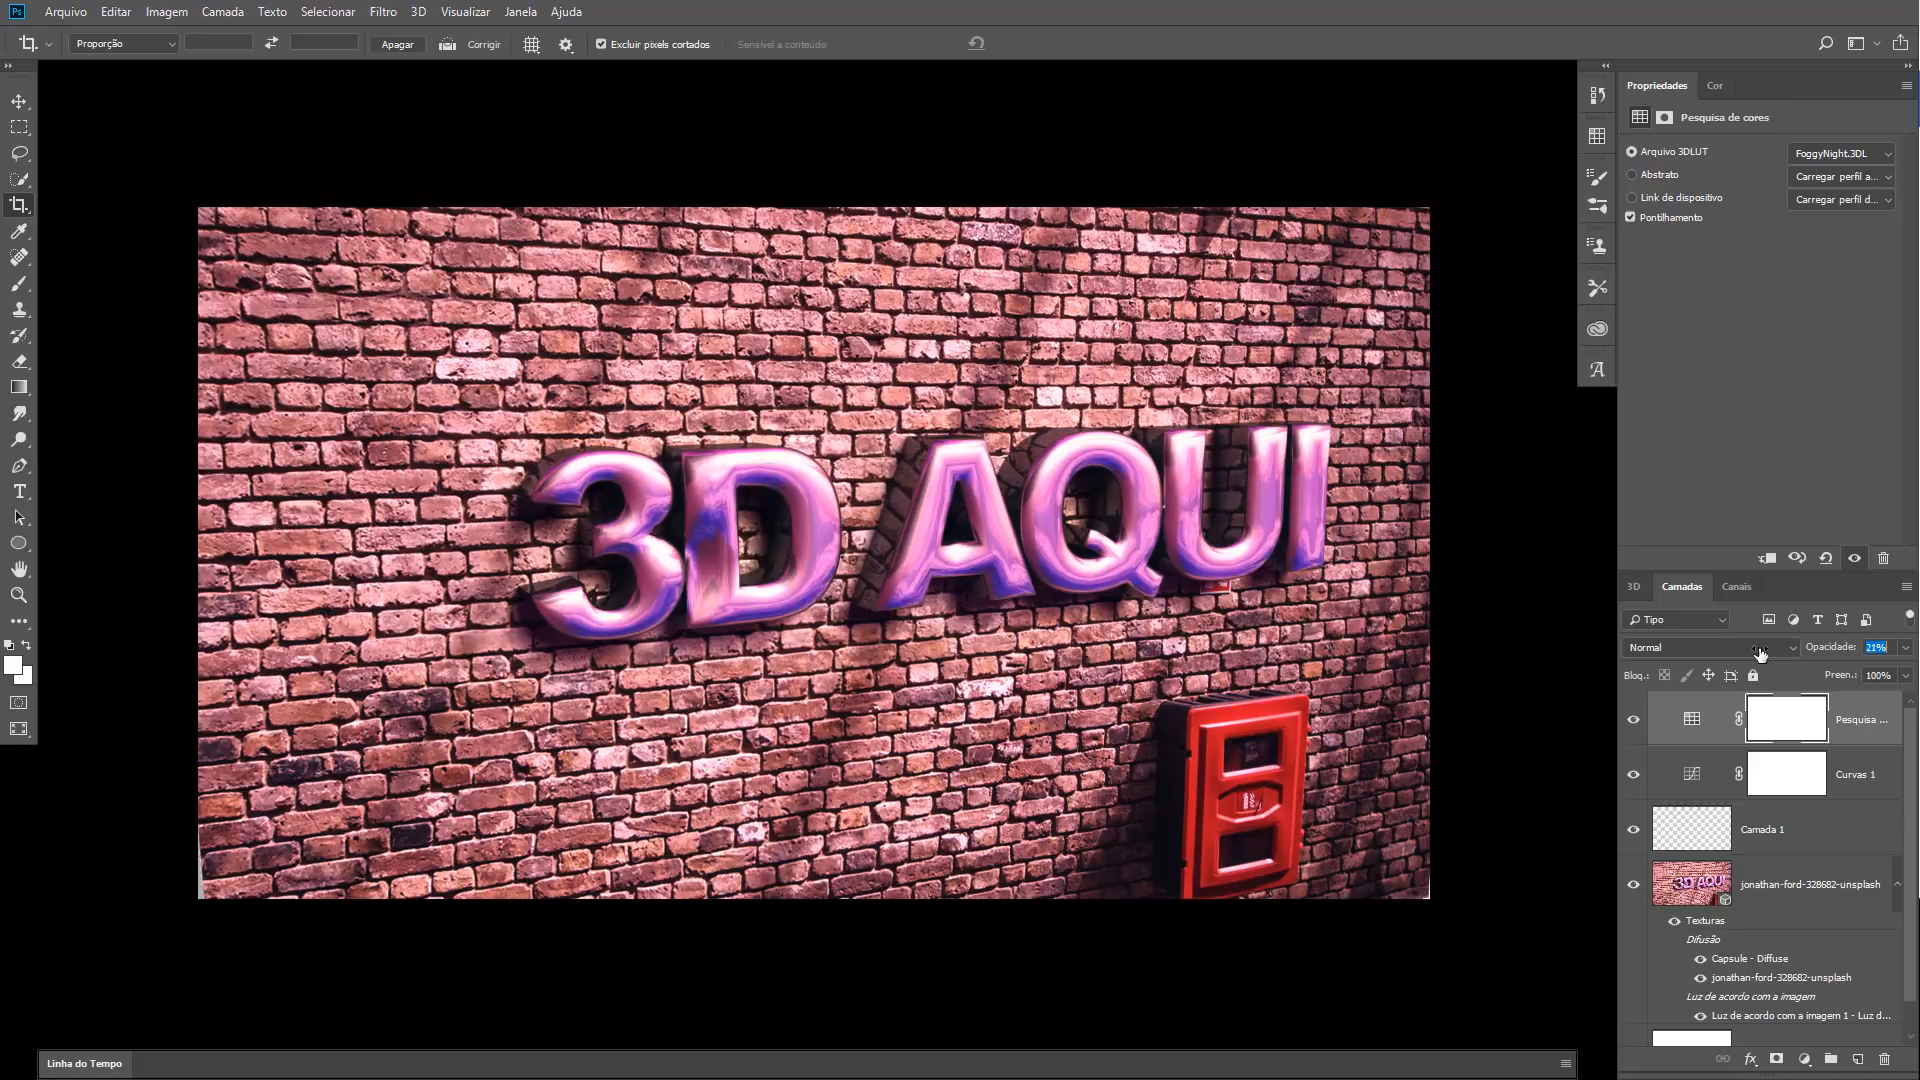 Ps Arquivo Editar Imagem Camada Texto Selecionar Filtro 3D Visualizar Janela Ajuda
Proporção Apagar Corrigir Excluir pixels cortados Sensível a conteúdo
Propriedades Cor
Pesquisa de cores
Arquivo 3DLUT FoggyNight.3DL
Abstrato Carregar perfil a...
Link de dispositivo Carregar perfil d...
Pontilhamento
3D AQUI
3D Camadas Canais
Tipo
Normal Opacidade: 21%
Bloq.: Preen.: 100%
Pesquisa ...
Curvas 1
Camada 1
jonathan-ford-328682-unsplash
Texturas
Difusão
Capsule - Diffuse
jonathan-ford-328682-unsplash
Luz de acordo com a imagem
Luz de acordo com a imagem 1 - Luz d...
Linha do Tempo